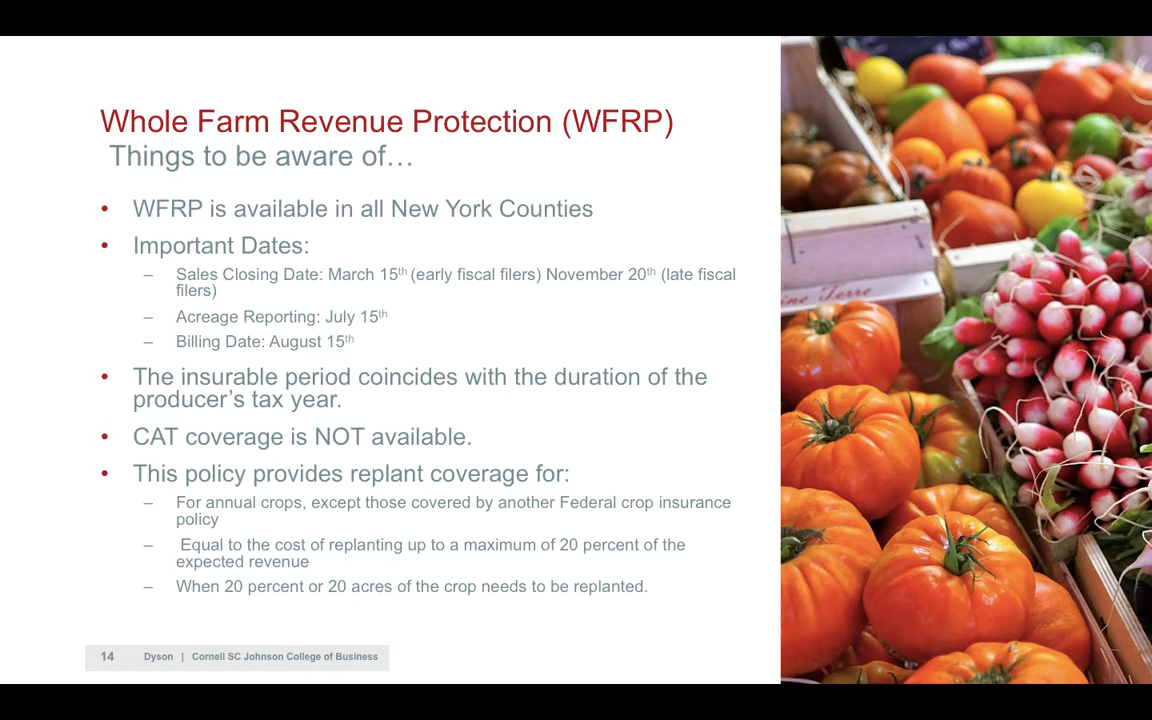 Whole Farm Revenue Protection (WFRP)
Things to be aware of…
• WFRP is available in all New York Counties
• Important Dates:
– Sales Closing Date: March 15th (early fiscal filers) November 20th (late fiscal
filers)
– Acreage Reporting: July 15th
– Billing Date: August 15th
• The insurable period coincides with the duration of the
producer’s tax year.
• CAT coverage is NOT available.
• This policy provides replant coverage for:
– For annual crops, except those covered by another Federal crop insurance
policy
– Equal to the cost of replanting up to a maximum of 20 percent of the
expected revenue
– When 20 percent or 20 acres of the crop needs to be replanted.
14 Dyson | Cornell SC Johnson College of Business